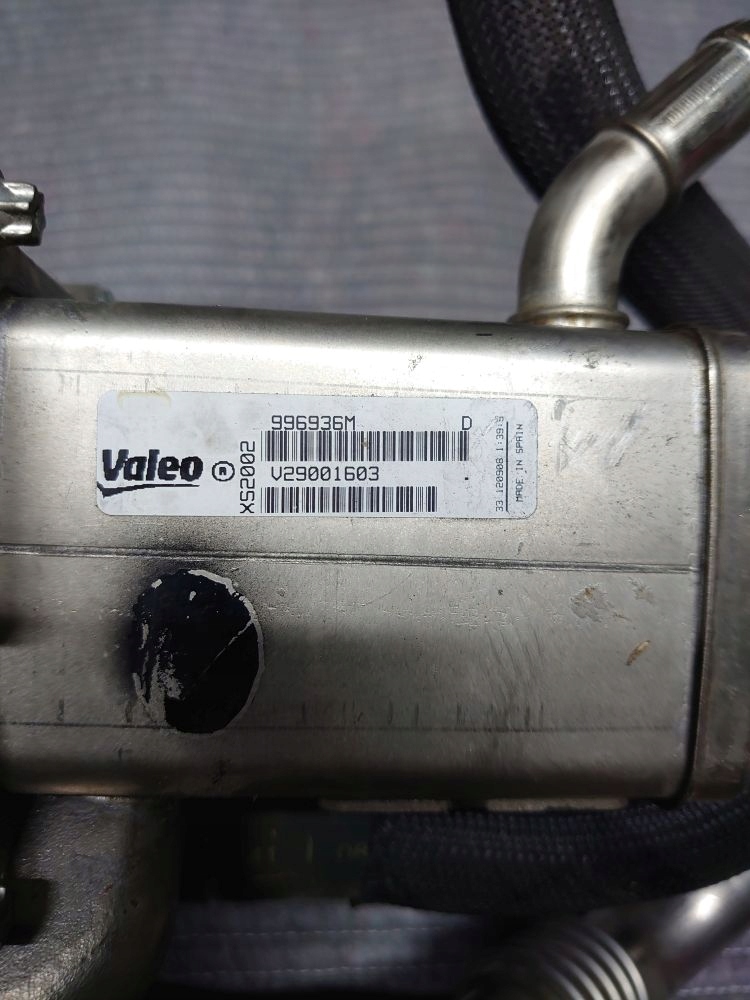 996936M D
Valeo ®
XS2002
V29001603
MADE IN SPAIN